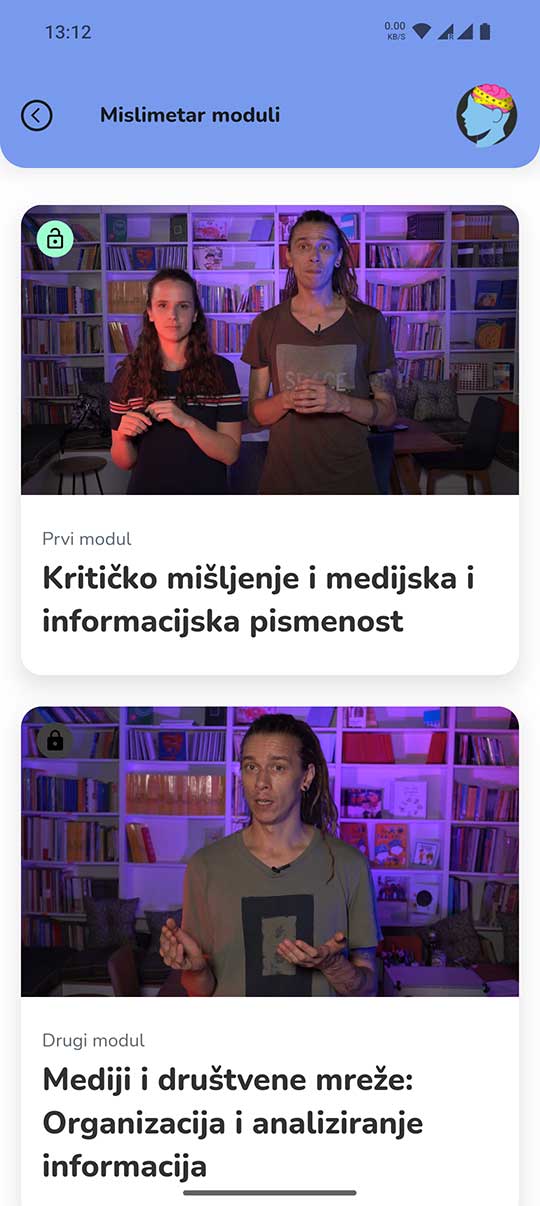 13:12
0.00
KB/S
R
Mislimetar moduli
SPACE
Prvi modul
Kritičko mišljenje i medijska i
informacijska pismenost
Drugi modul
Mediji i društvene mreže:
Organizacija i analiziranje
informacija